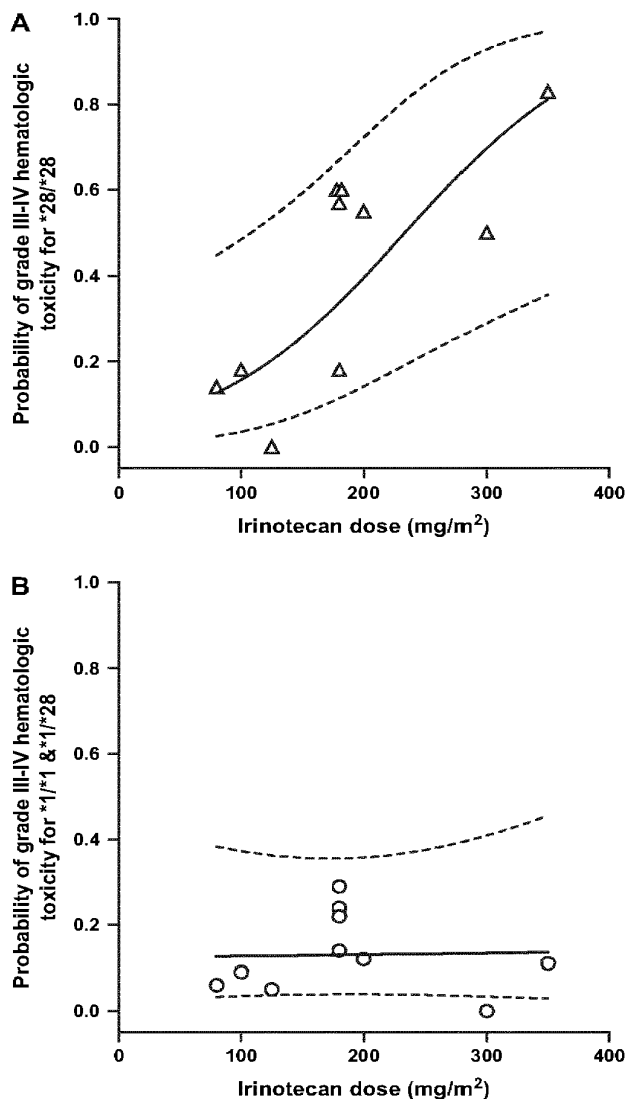 A
Probability of grade III-IV hematologic
toxicity for *28/*28
1.0
0.8
0.6
0.4
0.2
0.0
0
100
200
300
400
Irinotecan dose (mg/m²)
B
Probability of grade III-IV hematologic
toxicity for *1/*1 &*1/*28
1.0
0.8
0.6
0.4
0.2
0.0
0
100
200
300
400
Irinotecan dose (mg/m²)